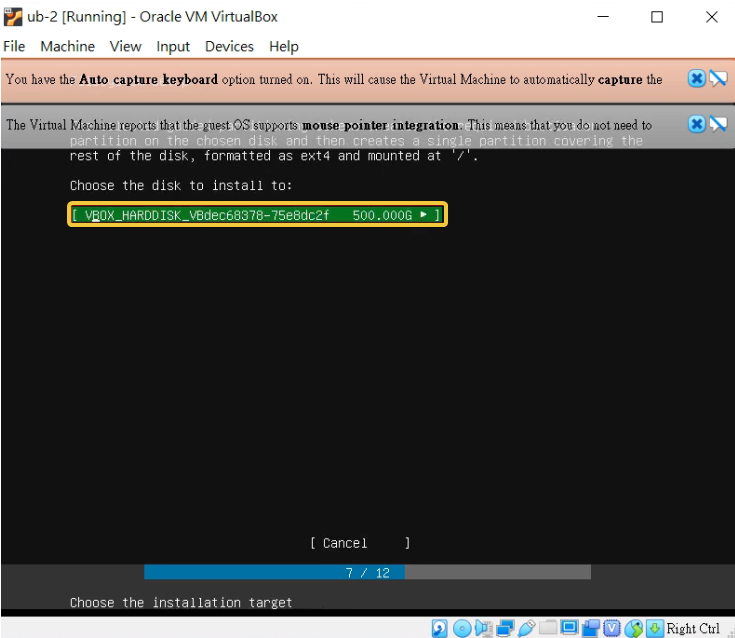 ub-2 [Running] - Oracle VM VirtualBox
File Machine View Input Devices Help
You have the Auto capture keyboard option turned on. This will cause the Virtual Machine to automatically capture the
The Virtual Machine reports that the guest OS supports mouse pointer integration. This means that you do not need to
partition on the chosen disk and then creates a single partition covering the
rest of the disk, formatted as ext4 and mounted at '/'.
Choose the disk to install to:
[ VBOX_HARDDISK_VBdec68378-75e8dc2f 500.000G ▸ ]
[ Cancel ]
7 / 12
Choose the installation target
Right Ctrl